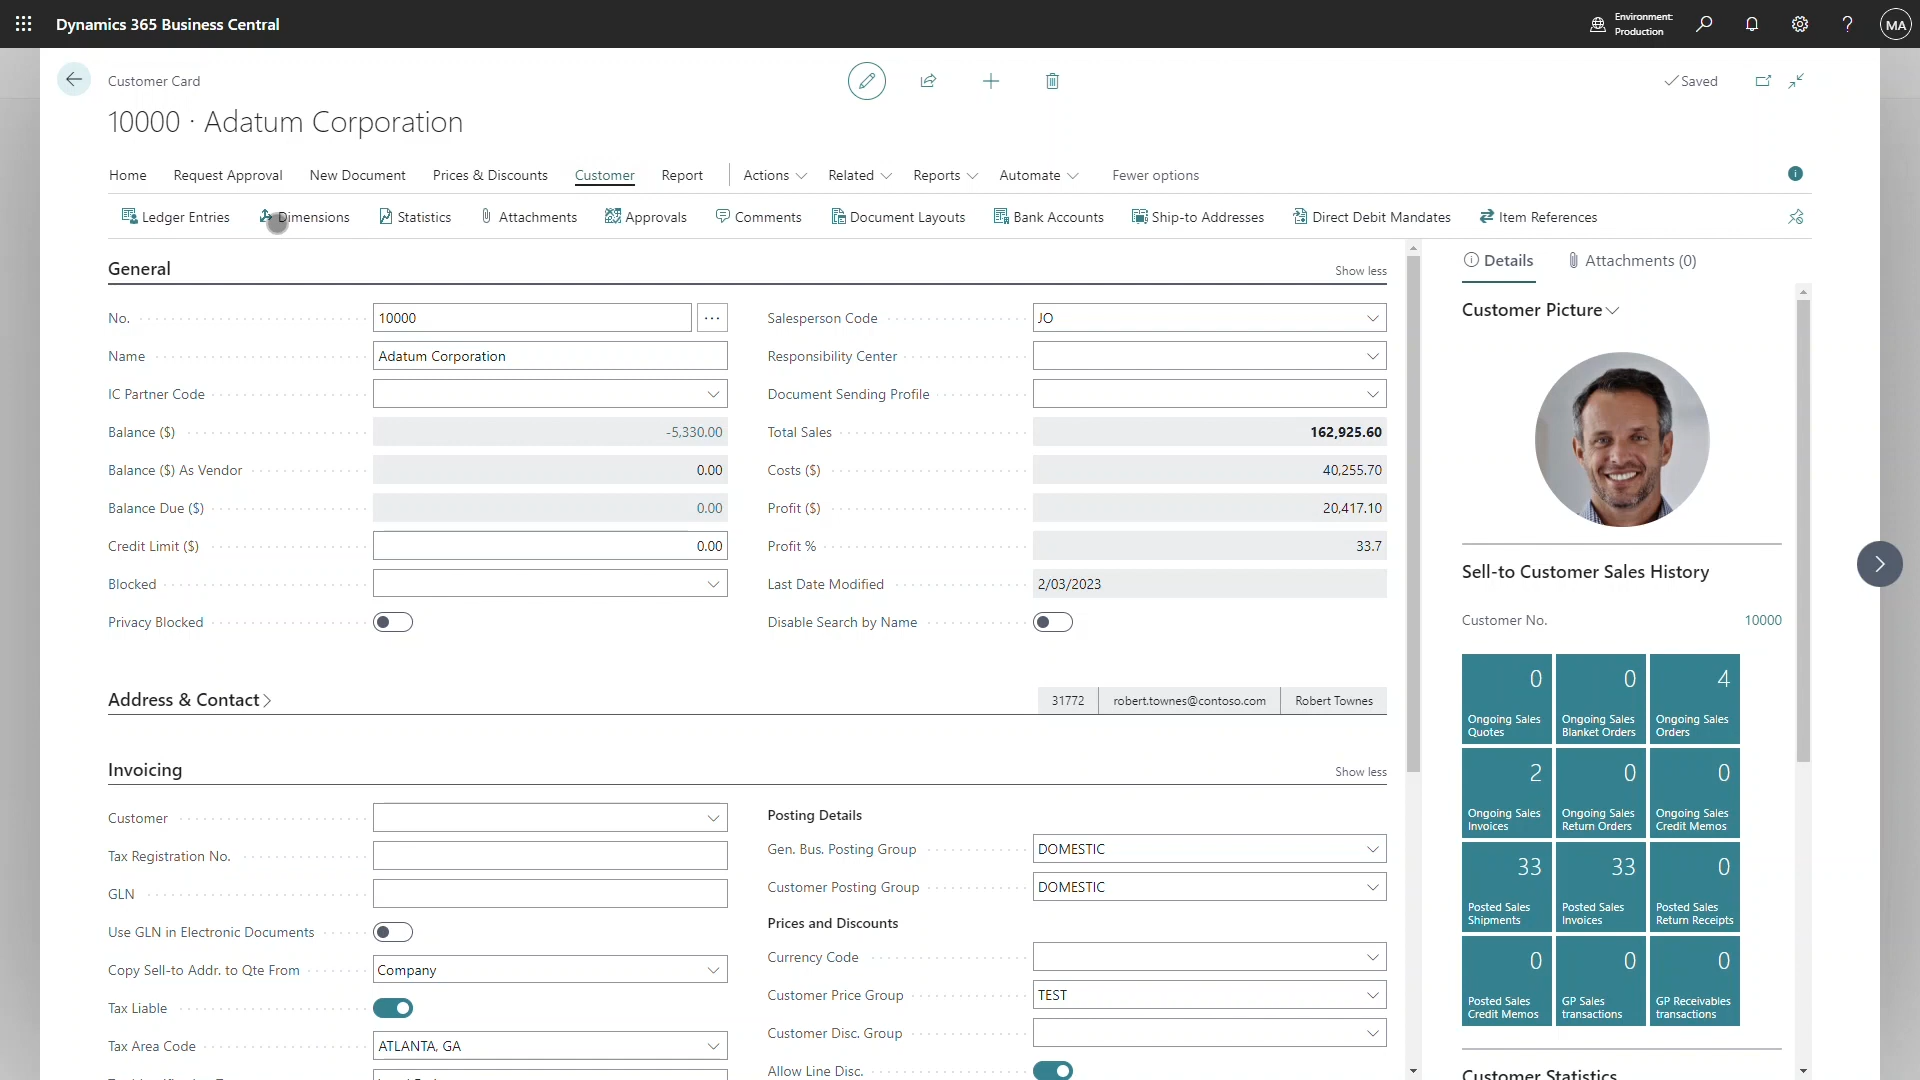 Dynamics 365 Business Central
Environment:
Production
MA
Customer Card
Saved
10000 · Adatum Corporation
Home Request Approval New Document Prices & Discounts Customer Report Actions Related Reports Automate Fewer options
Ledger Entries Dimensions Statistics Attachments Approvals Comments Document Layouts Bank Accounts Ship-to Addresses Direct Debit Mandates Item References
General
Show less
No. 10000
Name Adatum Corporation
IC Partner Code
Balance ($) -5,330.00
Balance ($) As Vendor 0.00
Balance Due ($) 0.00
Credit Limit ($) 0.00
Blocked
Privacy Blocked
Salesperson Code JO
Responsibility Center
Document Sending Profile
Total Sales 162,925.60
Costs ($) 40,255.70
Profit ($) 20,417.10
Profit % 33.7
Last Date Modified 2/03/2023
Disable Search by Name
Address & Contact
31772 robert.townes@contoso.com Robert Townes
Invoicing
Show less
Customer
Tax Registration No.
GLN
Use GLN in Electronic Documents
Copy Sell-to Addr. to Qte From Company
Tax Liable
Tax Area Code ATLANTA, GA
Posting Details
Gen. Bus. Posting Group DOMESTIC
Customer Posting Group DOMESTIC
Prices and Discounts
Currency Code
Customer Price Group TEST
Customer Disc. Group
Allow Line Disc.
Details Attachments (0)
Customer Picture
Sell-to Customer Sales History
Customer No. 10000
0
Ongoing Sales
Quotes
0
Ongoing Sales
Blanket Orders
4
Ongoing Sales
Orders
2
Ongoing Sales
Invoices
0
Ongoing Sales
Return Orders
0
Ongoing Sales
Credit Memos
33
Posted Sales
Shipments
33
Posted Sales
Invoices
0
Posted Sales
Return Receipts
0
Posted Sales
Credit Memos
0
GP Sales
transactions
0
GP Receivables
transactions
Customer Statistics